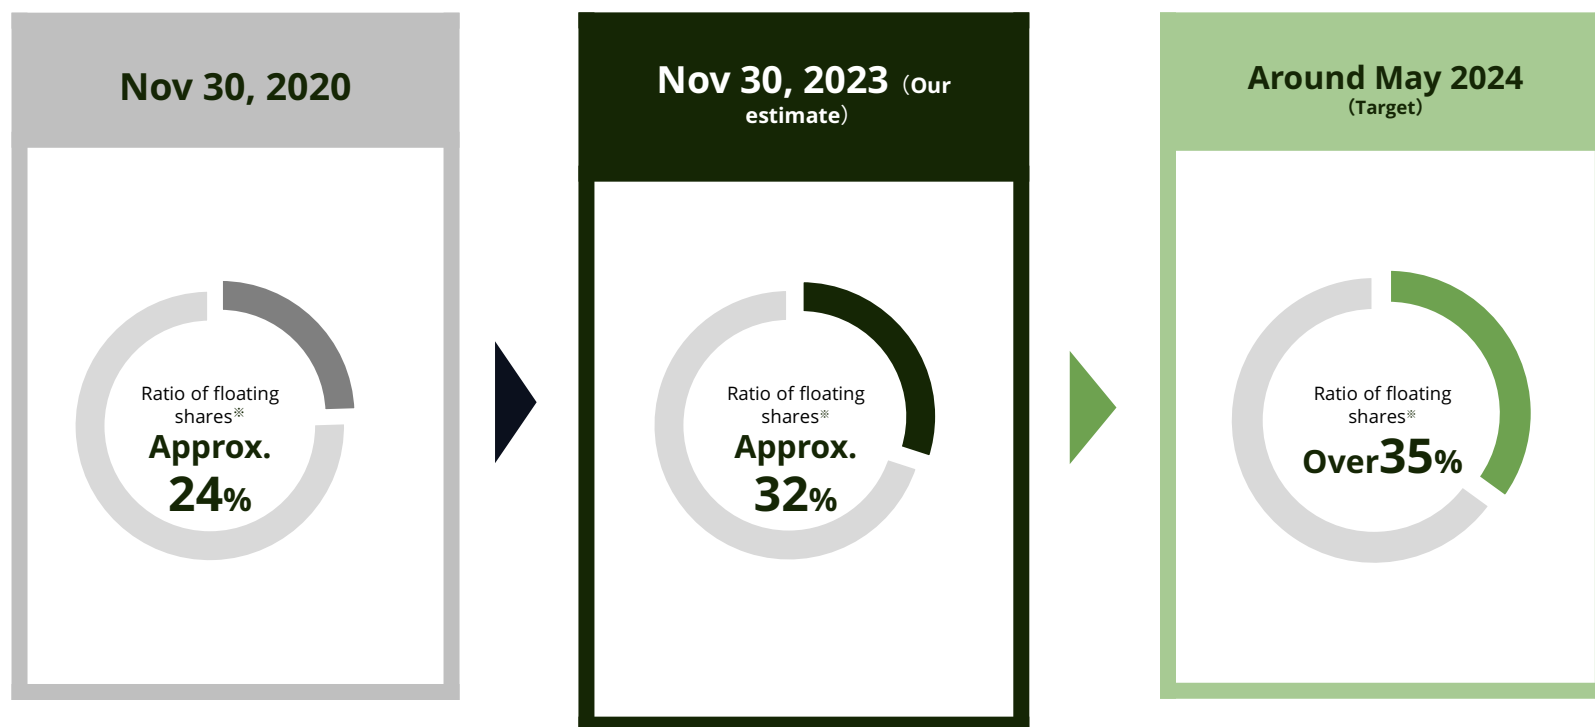 Nov 30, 2020
Ratio of floating
shares※
Approx.
24%
Nov 30, 2023（Our
estimate）
Ratio of floating
shares※
Approx.
32%
Around May 2024
（Target）
Ratio of floating
shares※
Over35%